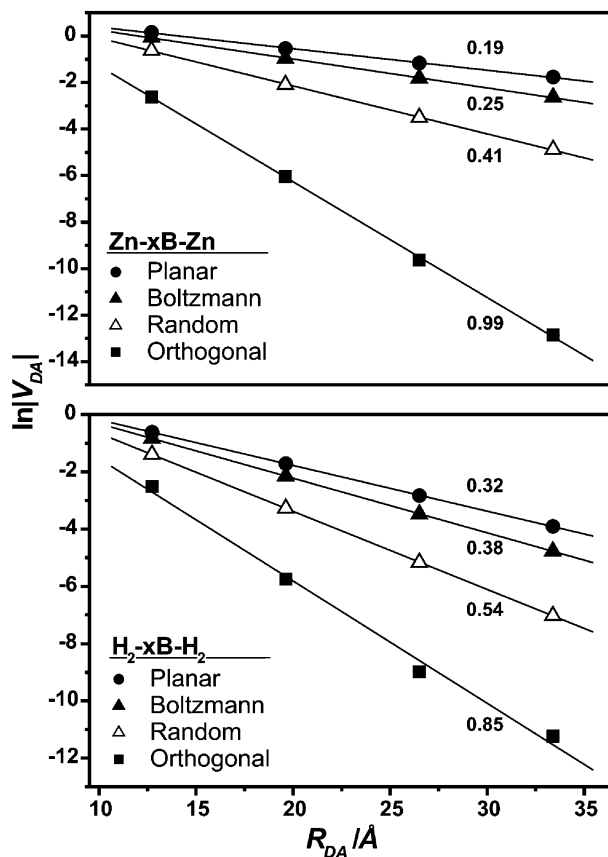 0
-2
-4
-6
-8
-10
-12
-14
0.19
0.25
0.41
0.99
Zn-xB-Zn
Planar
Boltzmann
Random
Orthogonal
ln|V_DA|
0
-2
-4
-6
-8
-10
-12
0.32
0.38
0.54
0.85
H₂-xB-H₂
Planar
Boltzmann
Random
Orthogonal
10 15 20 25 30 35
R_DA /Å